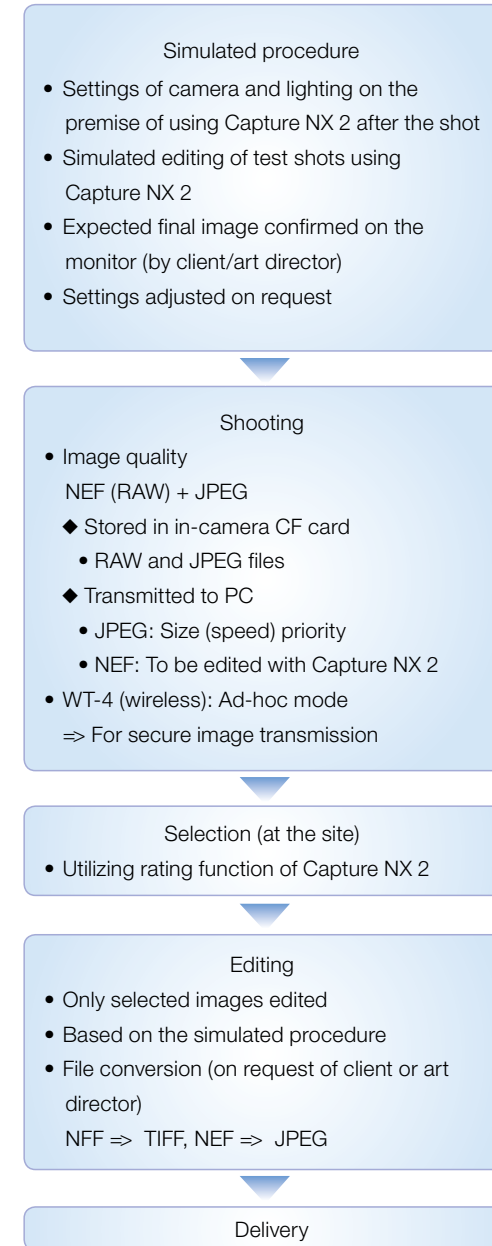 Simulated procedure
• Settings of camera and lighting on the
premise of using Capture NX 2 after the shot
• Simulated editing of test shots using
Capture NX 2
• Expected final image confirmed on the
monitor (by client/art director)
• Settings adjusted on request
Shooting
• Image quality
NEF (RAW) + JPEG
◆ Stored in in-camera CF card
• RAW and JPEG files
◆ Transmitted to PC
• JPEG: Size (speed) priority
• NEF: To be edited with Capture NX 2
• WT-4 (wireless): Ad-hoc mode
=> For secure image transmission
Selection (at the site)
• Utilizing rating function of Capture NX 2
Editing
• Only selected images edited
• Based on the simulated procedure
• File conversion (on request of client or art
director)
NFF => TIFF, NEF => JPEG
Delivery